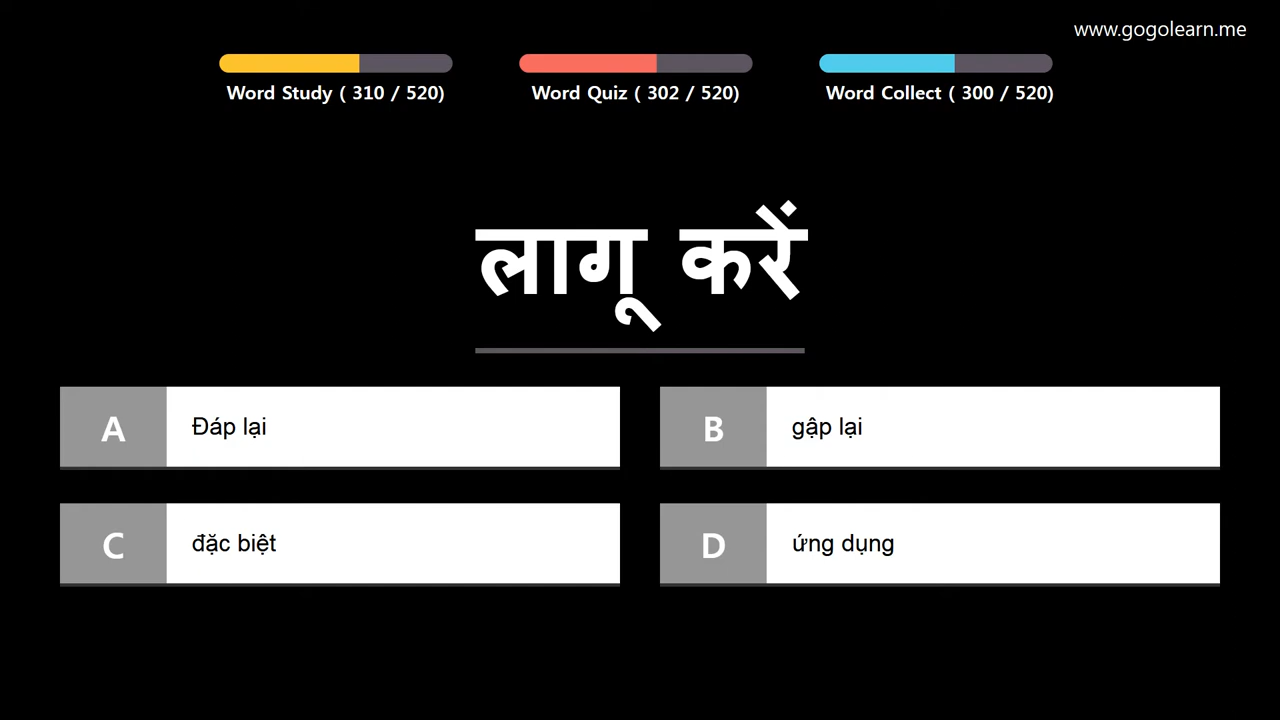 www.gogolearn.me
Word Study ( 310 / 520)
Word Quiz ( 302 / 520)
Word Collect ( 300 / 520)
लागू करें
A
Đáp lại
B
gập lại
C
đặc biệt
D
ứng dụng